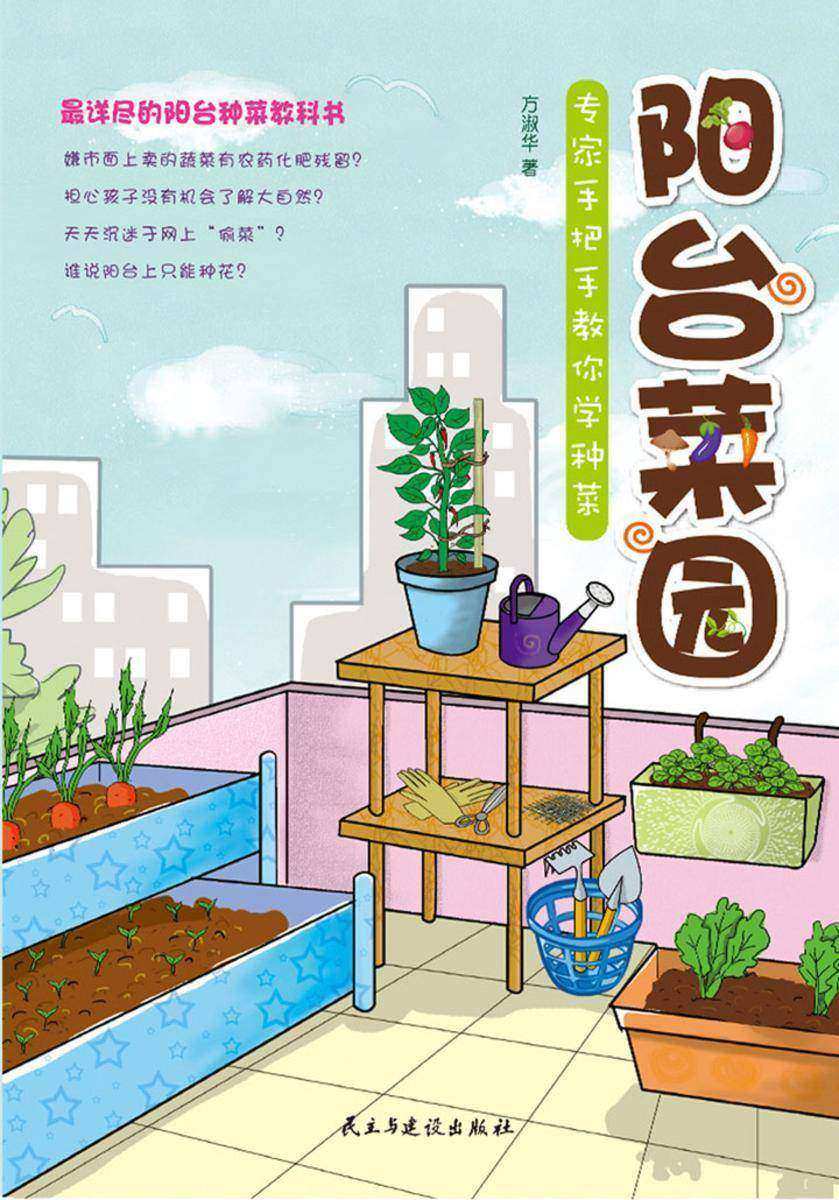 阳台菜园
专家手把手教你学种菜
方淑华 著
最详尽的阳台种菜教科书
嫌市面上卖的蔬菜有农药化肥残留？
担心孩子没有机会了解大自然？
天天沉迷于网上“偷菜”？
谁说阳台上只能种花？
民主与建设出版社